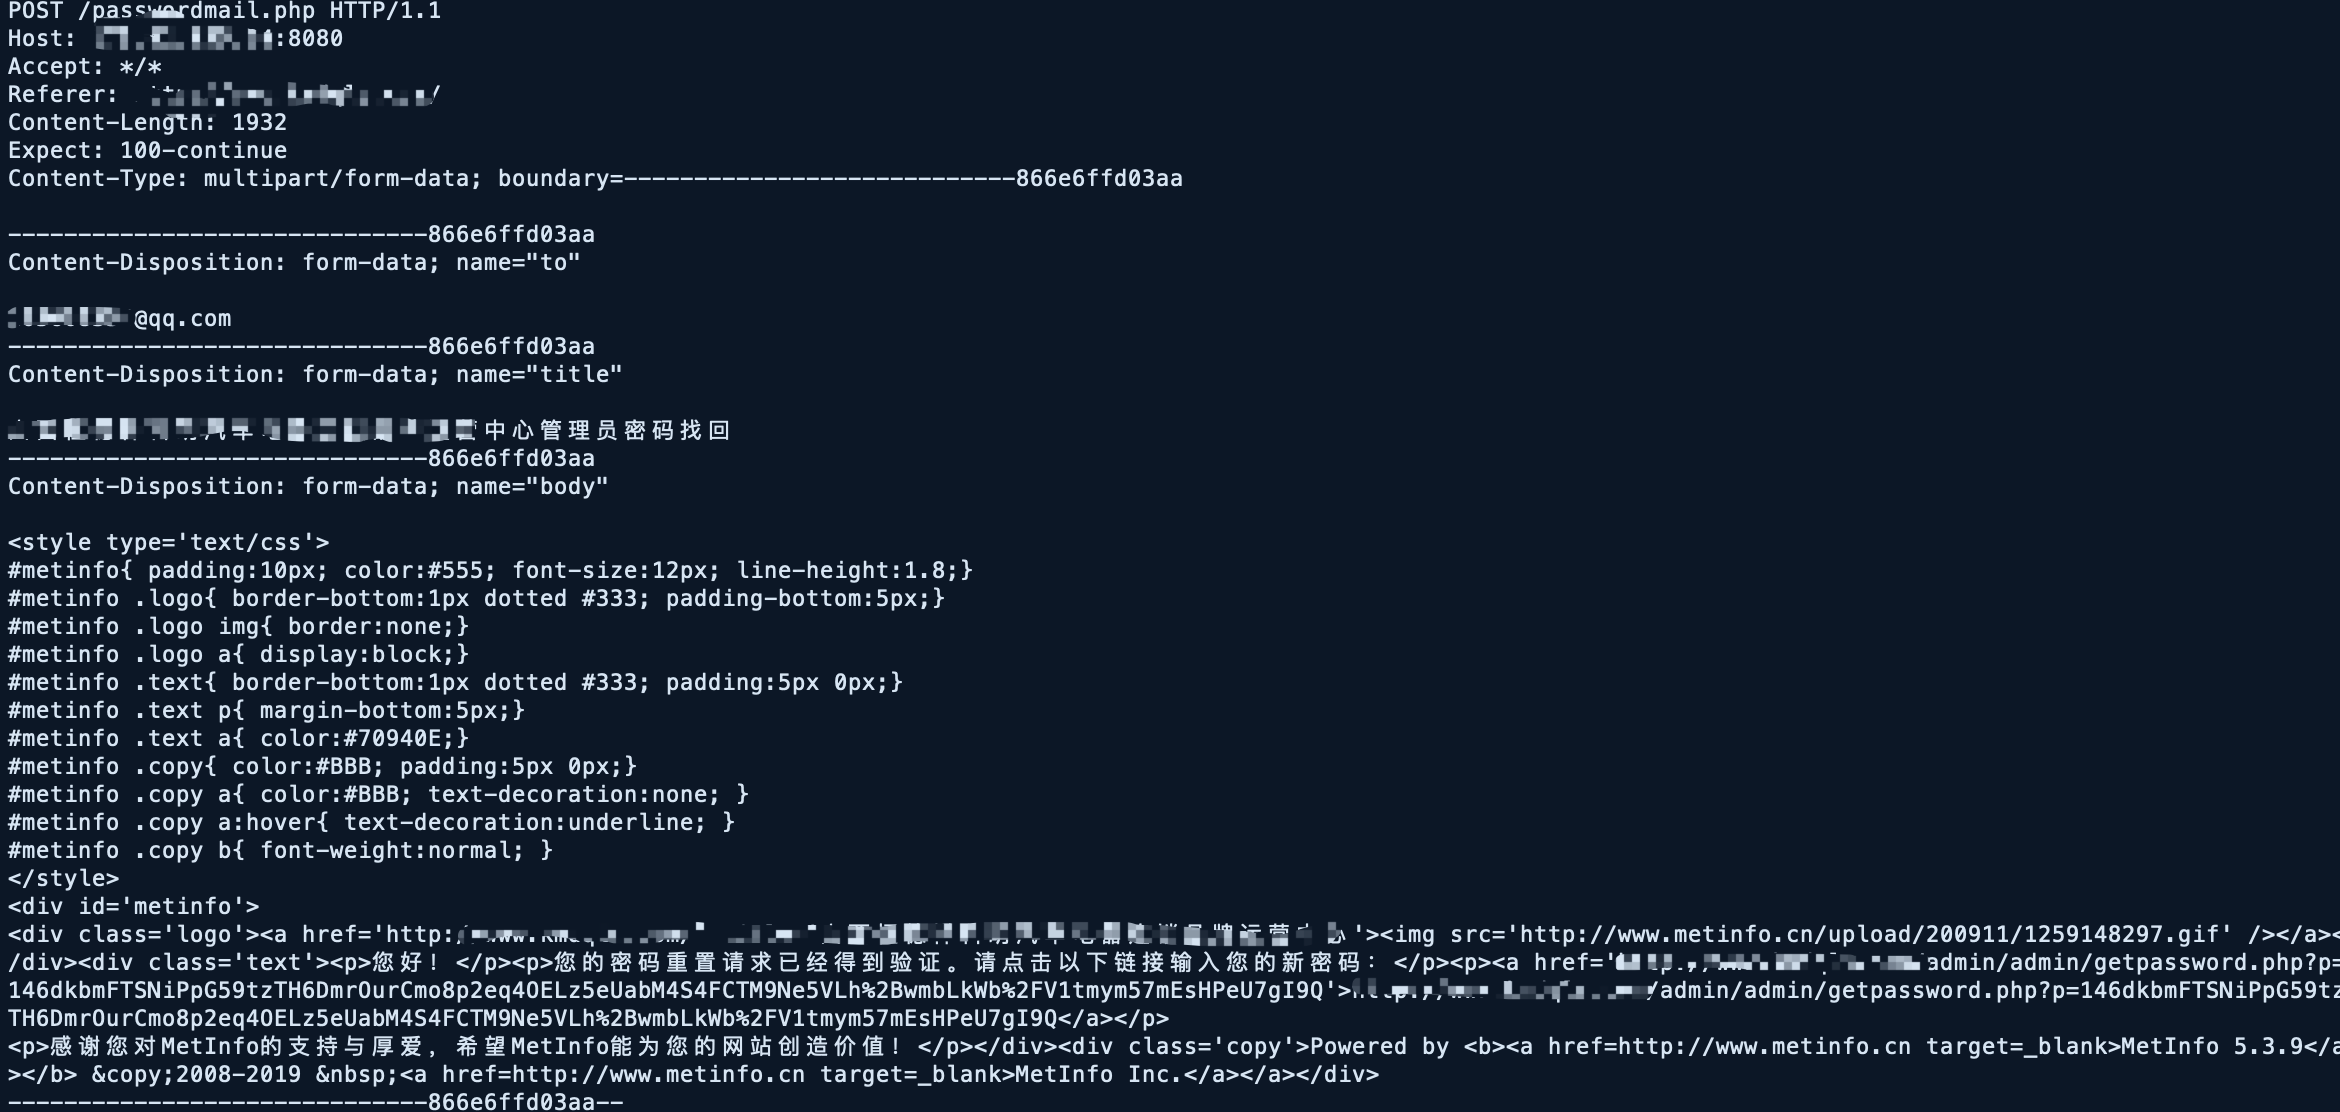 POST /passwordmail.php HTTP/1.1
Host: :8080
Accept: */*
Referer: /
Content-Length: 1932
Expect: 100-continue
Content-Type: multipart/form-data; boundary=----------------------------866e6ffd03aa
------------------------------866e6ffd03aa
Content-Disposition: form-data; name="to"
@qq.com
------------------------------866e6ffd03aa
Content-Disposition: form-data; name="title"
中心管理员密码找回
------------------------------866e6ffd03aa
Content-Disposition: form-data; name="body"
<style type='text/css'>
#metinfo{ padding:10px; color:#555; font-size:12px; line-height:1.8;}
#metinfo .logo{ border-bottom:1px dotted #333; padding-bottom:5px;}
#metinfo .logo img{ border:none;}
#metinfo .logo a{ display:block;}
#metinfo .text{ border-bottom:1px dotted #333; padding:5px 0px;}
#metinfo .text p{ margin-bottom:5px;}
#metinfo .text a{ color:#70940E;}
#metinfo .copy{ color:#BBB; padding:5px 0px;}
#metinfo .copy a{ color:#BBB; text-decoration:none; }
#metinfo .copy a:hover{ text-decoration:underline; }
#metinfo .copy b{ font-weight:normal; }
</style>
<div id='metinfo'>
<div class='logo'><a href='http:/ '><img src='http://www.metinfo.cn/upload/200911/1259148297.gif' /></a><
/div><div class='text'><p>您好！</p><p>您的密码重置请求已经得到验证。请点击以下链接输入您的新密码：</p><p><a href=' admin/admin/getpassword.php?p=
146dkbmFTSNiPpG59tzTH6DmrOurCmo8p2eq4OELz5eUabM4S4FCTM9Ne5VLh%2BwmbLkWb%2FV1tmym57mEsHPeU7gI9Q'> /admin/admin/getpassword.php?p=146dkbmFTSNiPpG59tz
TH6DmrOurCmo8p2eq4OELz5eUabM4S4FCTM9Ne5VLh%2BwmbLkWb%2FV1tmym57mEsHPeU7gI9Q</a></p>
<p>感谢您对MetInfo的支持与厚爱，希望MetInfo能为您的网站创造价值！</p></div><div class='copy'>Powered by <b><a href=http://www.metinfo.cn target=_blank>MetInfo 5.3.9</a
></b> &copy;2008-2019 &nbsp;<a href=http://www.metinfo.cn target=_blank>MetInfo Inc.</a></a></div>
------------------------------866e6ffd03aa--